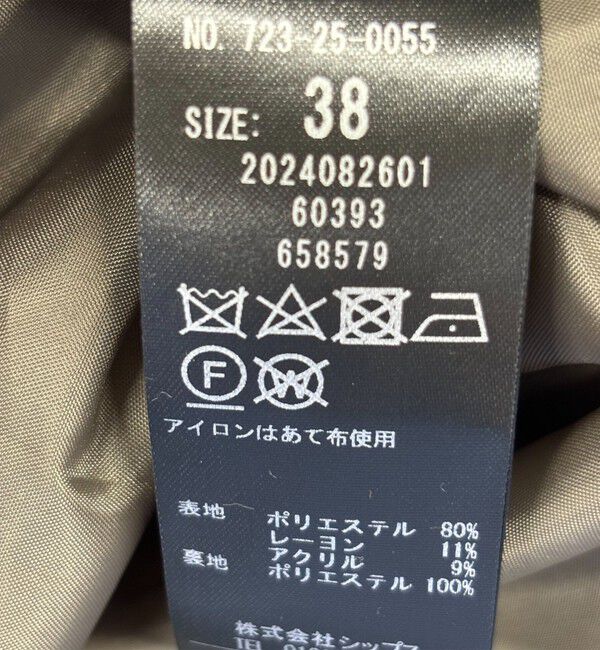 NO. 723-25-0055
SIZE: 38
2024082601
60393
658579
F
W
アイロンはあて布使用
表地 ポリエステル 80%
レーヨン 11%
アクリル 9%
裏地 ポリエステル 100%
株式会社シップス
TEL